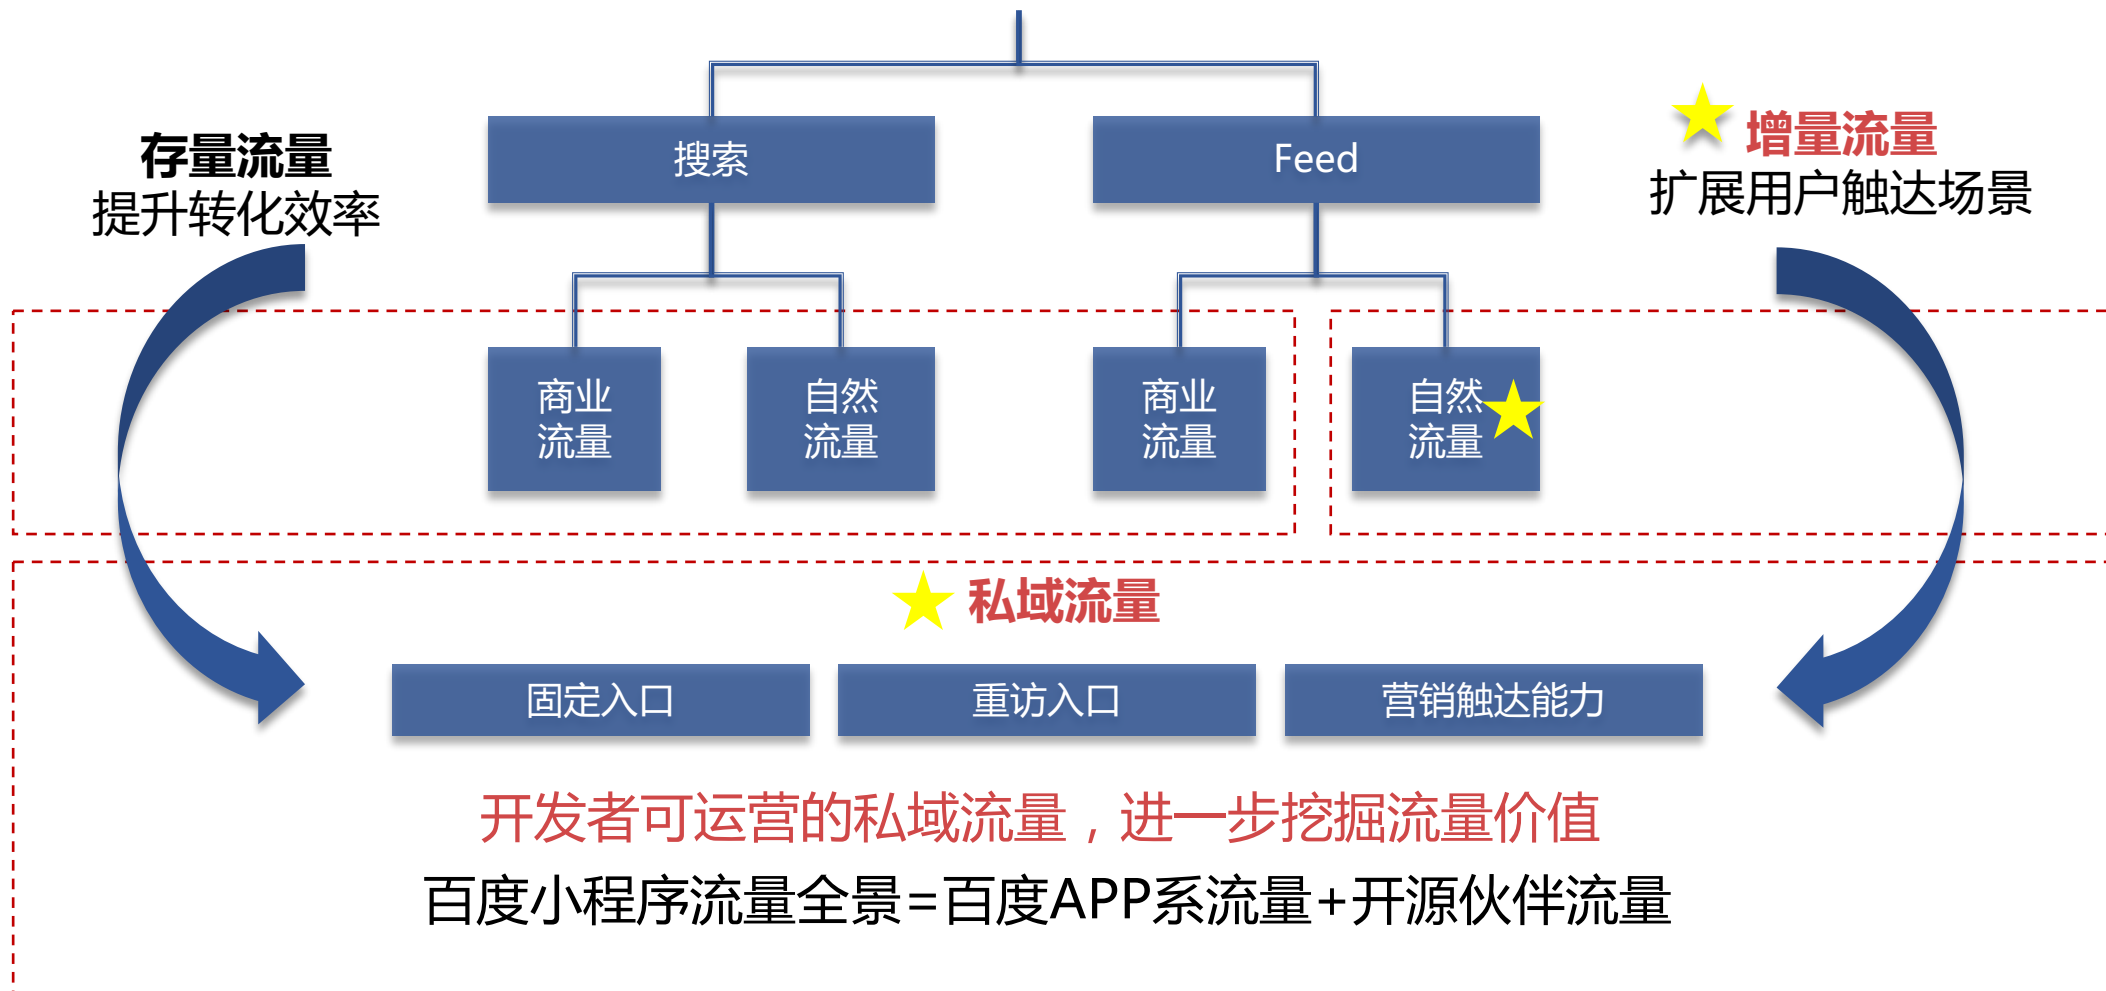 存量流量
提升转化效率
搜索
Feed
增量流量
扩展用户触达场景
商业
流量
自然
流量
商业
流量
自然
流量
私域流量
固定入口
重访入口
营销触达能力
开发者可运营的私域流量，进一步挖掘流量价值
百度小程序流量全景=百度APP系流量+开源伙伴流量